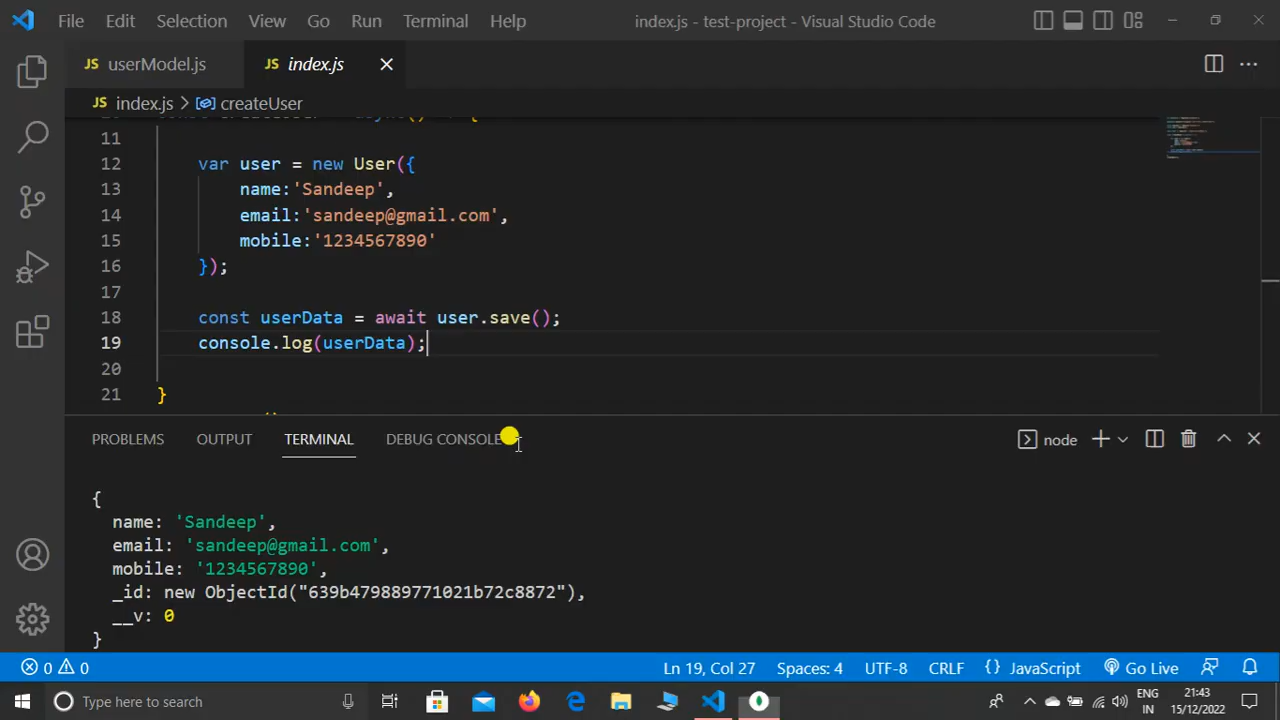 File Edit Selection View Go Run Terminal Help index.js - test-project - Visual Studio Code
JS userModel.js JS index.js
JS index.js > createUser
11
12 var user = new User({
13 name:'Sandeep',
14 email:'sandeep@gmail.com',
15 mobile:'1234567890'
16 });
17
18 const userData = await user.save();
19 console.log(userData);
20
21 }
PROBLEMS OUTPUT TERMINAL DEBUG CONSOLE node
{
name: 'Sandeep',
email: 'sandeep@gmail.com',
mobile: '1234567890',
_id: new ObjectId("639b479889771021b72c8872"),
__v: 0
}
0 0 Ln 19, Col 27 Spaces: 4 UTF-8 CRLF {} JavaScript Go Live
Type here to search ENG 21:43
IN 15/12/2022